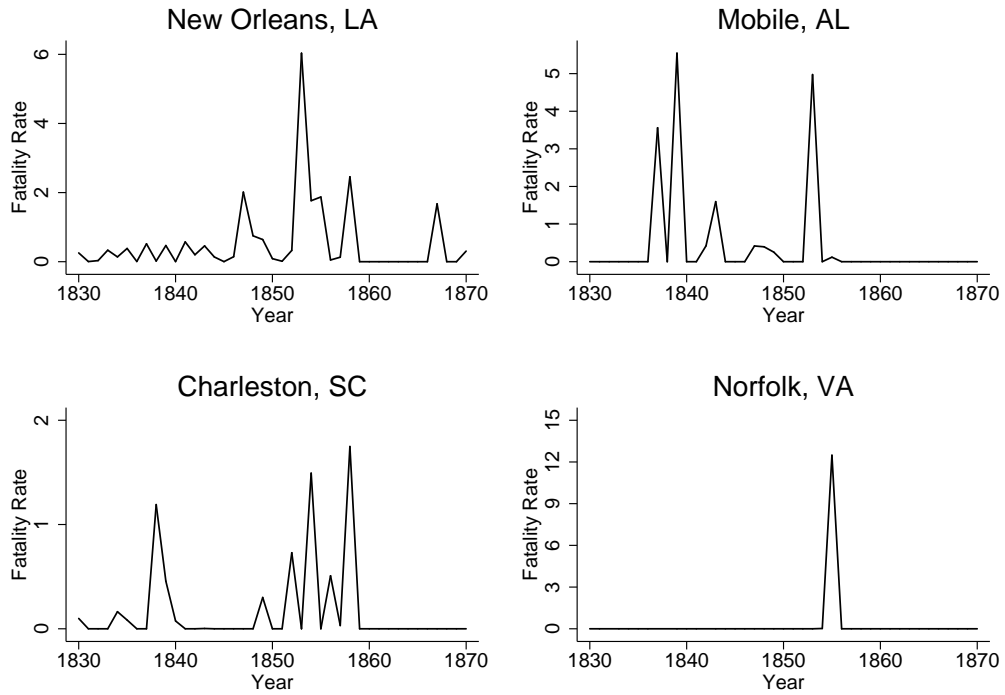 New Orleans, LA
Fatality Rate
6
4
2
0
1830 1840 1850 1860 1870
Year
Mobile, AL
Fatality Rate
5
4
3
2
1
0
1830 1840 1850 1860 1870
Year
Charleston, SC
Fatality Rate
2
1
0
1830 1840 1850 1860 1870
Year
Norfolk, VA
Fatality Rate
15
12
9
6
3
0
1830 1840 1850 1860 1870
Year